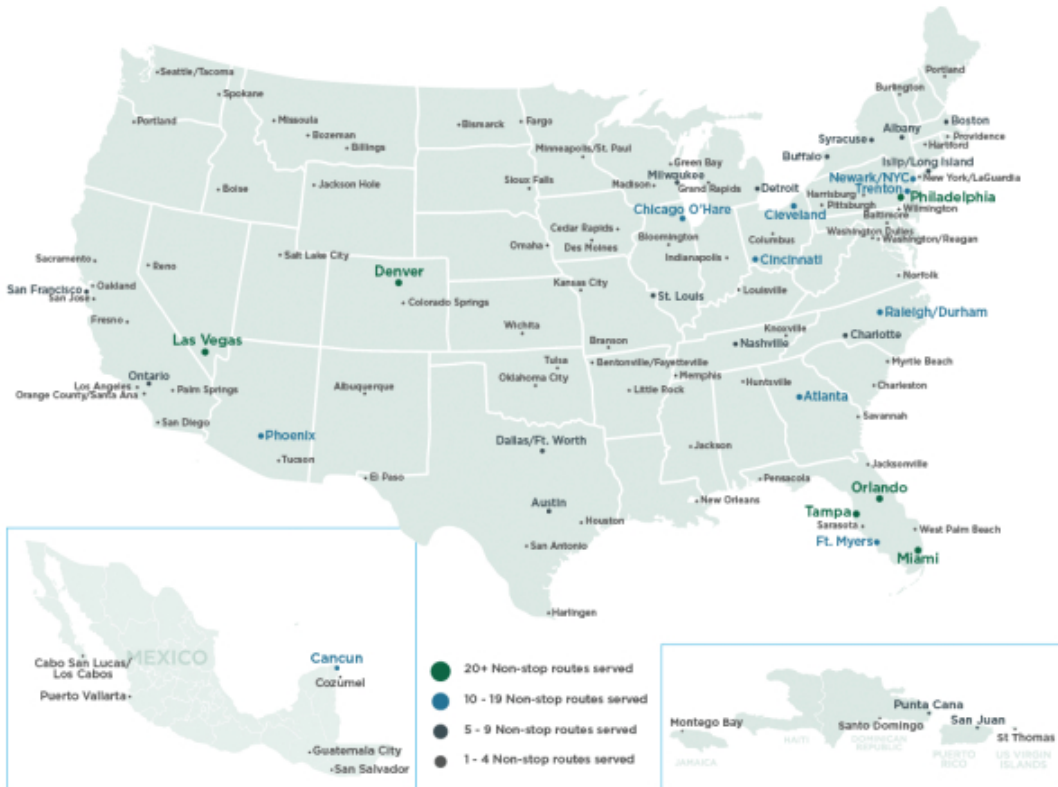 Seattle/Tacoma
Spokane
Portland
Missoula
Bozeman
Billings
Boise
Jackson Hole
Bismarck
Fargo
Minneapolis/St. Paul
Sioux Falls
Green Bay
Milwaukee
Madison
Grand Rapids
Detroit
Chicago O'Hare
Cleveland
Portland
Burlington
Boston
Albany
Syracuse
Providence
Hartford
Buffalo
Islip/Long Island
Newark/NYC
New York/LaGuardia
Trenton
Harrisburg
Philadelphia
Pittsburgh
Wilmington
Baltimore
Washington Dulles
Washington/Reagan
Cedar Rapids
Omaha
Des Moines
Bloomington
Columbus
Indianapolis
Cincinnati
Sacramento
Reno
Salt Lake City
Denver
Kansas City
Norfolk
San Francisco
Oakland
San Jose
Colorado Springs
St. Louis
Louisville
Fresno
Wichita
Knoxville
Raleigh/Durham
Las Vegas
Branson
Nashville
Charlotte
Tulsa
Bentonville/Fayetteville
Myrtle Beach
Ontario
Los Angeles
Palm Springs
Orange County/Santa Ana
Albuquerque
Oklahoma City
Memphis
Little Rock
Huntsville
Atlanta
Charleston
San Diego
Savannah
Phoenix
Dallas/Ft. Worth
Jackson
Tucson
El Paso
Jacksonville
Pensacola
Orlando
Austin
New Orleans
Tampa
Houston
Sarasota
West Palm Beach
San Antonio
Ft. Myers
Miami
Harlingen
MEXICO
Cancun
Cozumel
Cabo San Lucas/
Los Cabos
Puerto Vallarta
Guatemala City
San Salvador
20+ Non-stop routes served
10 - 19 Non-stop routes served
5 - 9 Non-stop routes served
1 - 4 Non-stop routes served
Punta Cana
Montego Bay
Santo Domingo
San Juan
St Thomas
HAITI
DOMINICAN
REPUBLIC
JAMAICA
PUERTO
RICO
US VIRGIN
ISLANDS